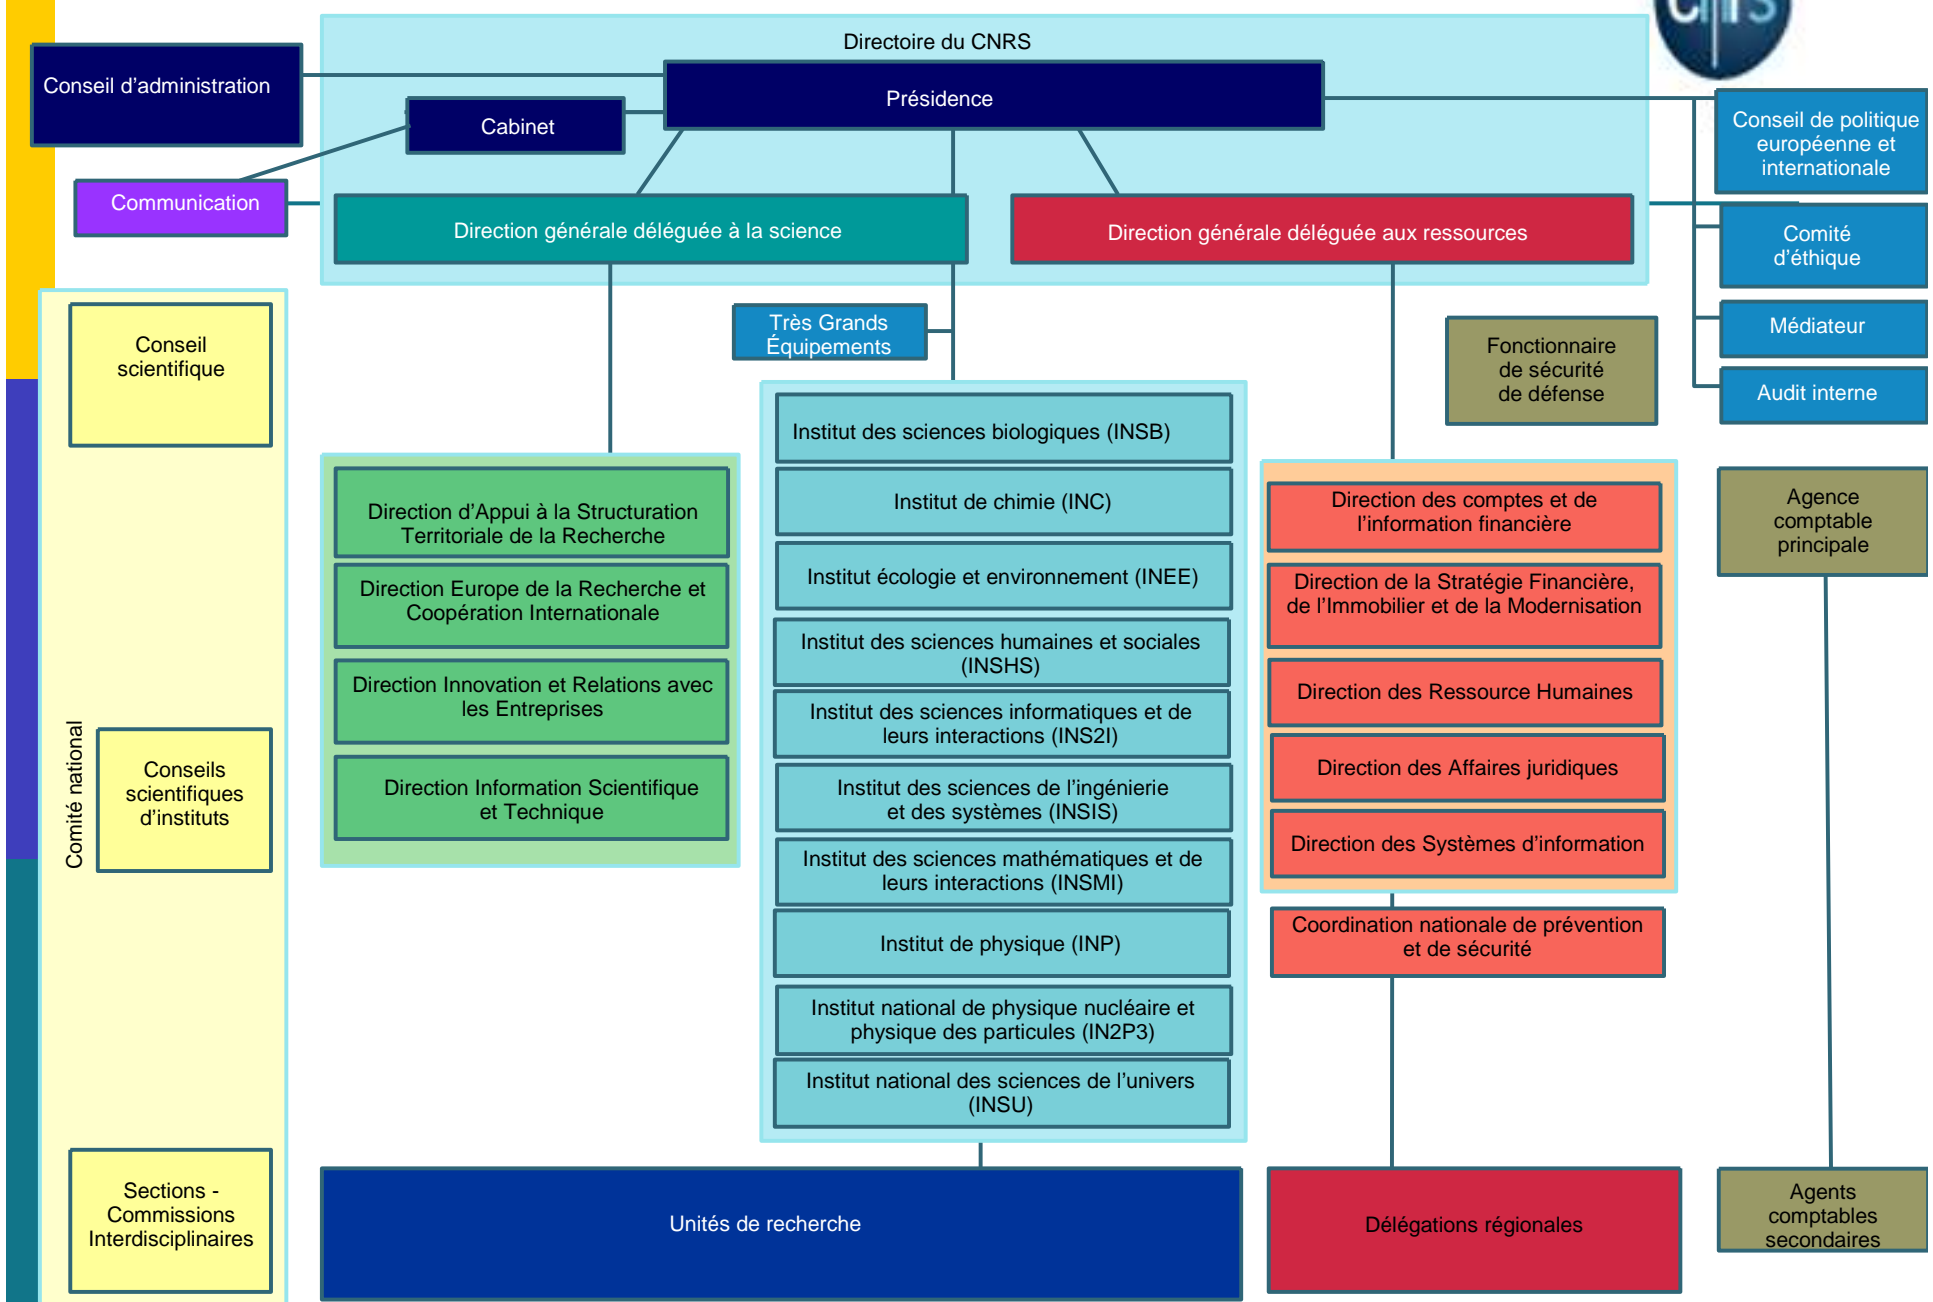 cnrs
Directoire du CNRS
Conseil d'administration
Présidence
Cabinet
Communication
Direction générale déléguée à la science
Direction générale déléguée aux ressources
Conseil de politique
européenne et
internationale
Comité
d'éthique
Médiateur
Audit interne
Très Grands
Équipements
Fonctionnaire
de sécurité
de défense
Comité national
Conseil
scientifique
Conseils
scientifiques
d'instituts
Sections -
Commissions
Interdisciplinaires
Direction d'Appui à la Structuration
Territoriale de la Recherche
Direction Europe de la Recherche et
Coopération Internationale
Direction Innovation et Relations avec
les Entreprises
Direction Information Scientifique
et Technique
Institut des sciences biologiques (INSB)
Institut de chimie (INC)
Institut écologie et environnement (INEE)
Institut des sciences humaines et sociales
(INSHS)
Institut des sciences informatiques et de
leurs interactions (INS2I)
Institut des sciences de l'ingénierie
et des systèmes (INSIS)
Institut des sciences mathématiques et de
leurs interactions (INSMI)
Institut de physique (INP)
Institut national de physique nucléaire et
physique des particules (IN2P3)
Institut national des sciences de l'univers
(INSU)
Direction des comptes et de
l'information financière
Direction de la Stratégie Financière,
de l'Immobilier et de la Modernisation
Direction des Ressource Humaines
Direction des Affaires juridiques
Direction des Systèmes d'information
Coordination nationale de prévention
et de sécurité
Agence
comptable
principale
Unités de recherche
Délégations régionales
Agents
comptables
secondaires